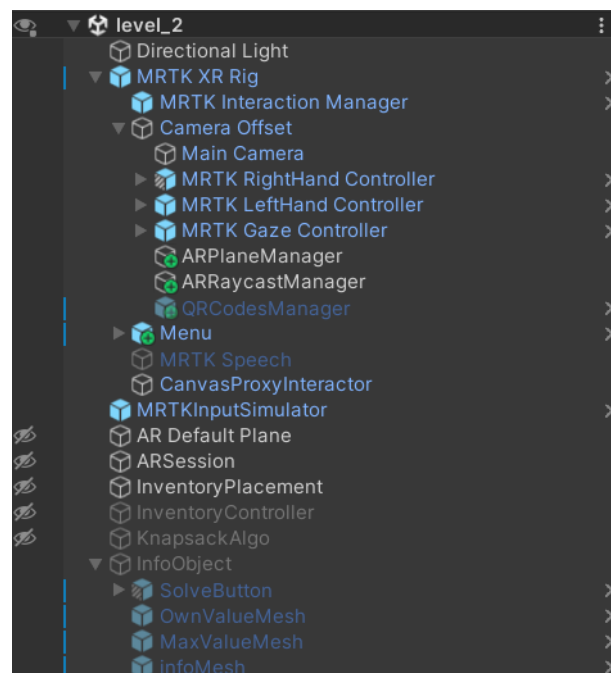 level_2
Directional Light
MRTK XR Rig
MRTK Interaction Manager
Camera Offset
Main Camera
MRTK RightHand Controller
MRTK LeftHand Controller
MRTK Gaze Controller
ARPlaneManager
ARRaycastManager
QRCodesManager
Menu
MRTK Speech
CanvasProxyInteractor
MRTKInputSimulator
AR Default Plane
ARSession
InventoryPlacement
InventoryController
KnapsackAlgo
InfoObject
SolveButton
OwnValueMesh
MaxValueMesh
infoMesh